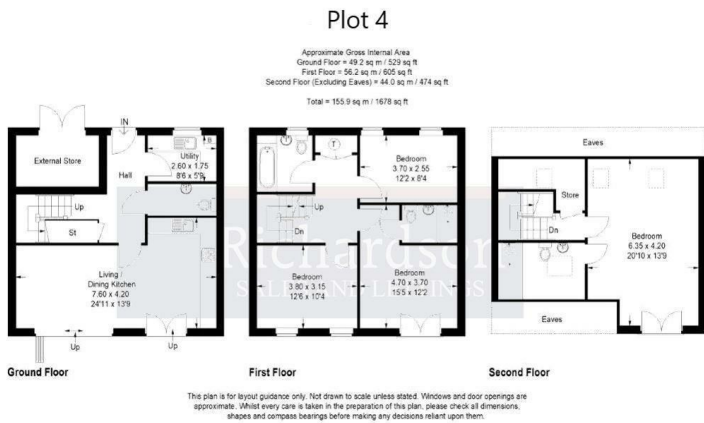 Plot 4
Approximate Gross Internal Area
Ground Floor = 49.2 sq m / 529 sq ft
First Floor = 56.2 sq m / 605 sq ft
Second Floor (Excluding Eaves) = 44.0 sq m / 474 sq ft
Total = 155.9 sq m / 1678 sq ft
IN
External Store
Hall
B
Utility
2.60 x 1.75
8'6 x 5'9
Up
St
Living /
Dining Kitchen
7.60 x 4.20
24'11 x 13'9
Up
Up
Ground Floor
T
Bedroom
3.70 x 2.55
12'2 x 8'4
Up
Dn
Bedroom
3.80 x 3.15
12'6 x 10'4
Bedroom
4.70 x 3.70
15'5 x 12'2
First Floor
Eaves
Store
Dn
Bedroom
6.35 x 4.20
20'10 x 13'9
Eaves
Second Floor
Richardson
SALES AND LETTINGS
This plan is for layout guidance only. Not drawn to scale unless stated. Windows and door openings are
approximate. Whilst every care is taken in the preparation of this plan, please check all dimensions,
shapes and compass bearings before making any decisions reliant upon them.